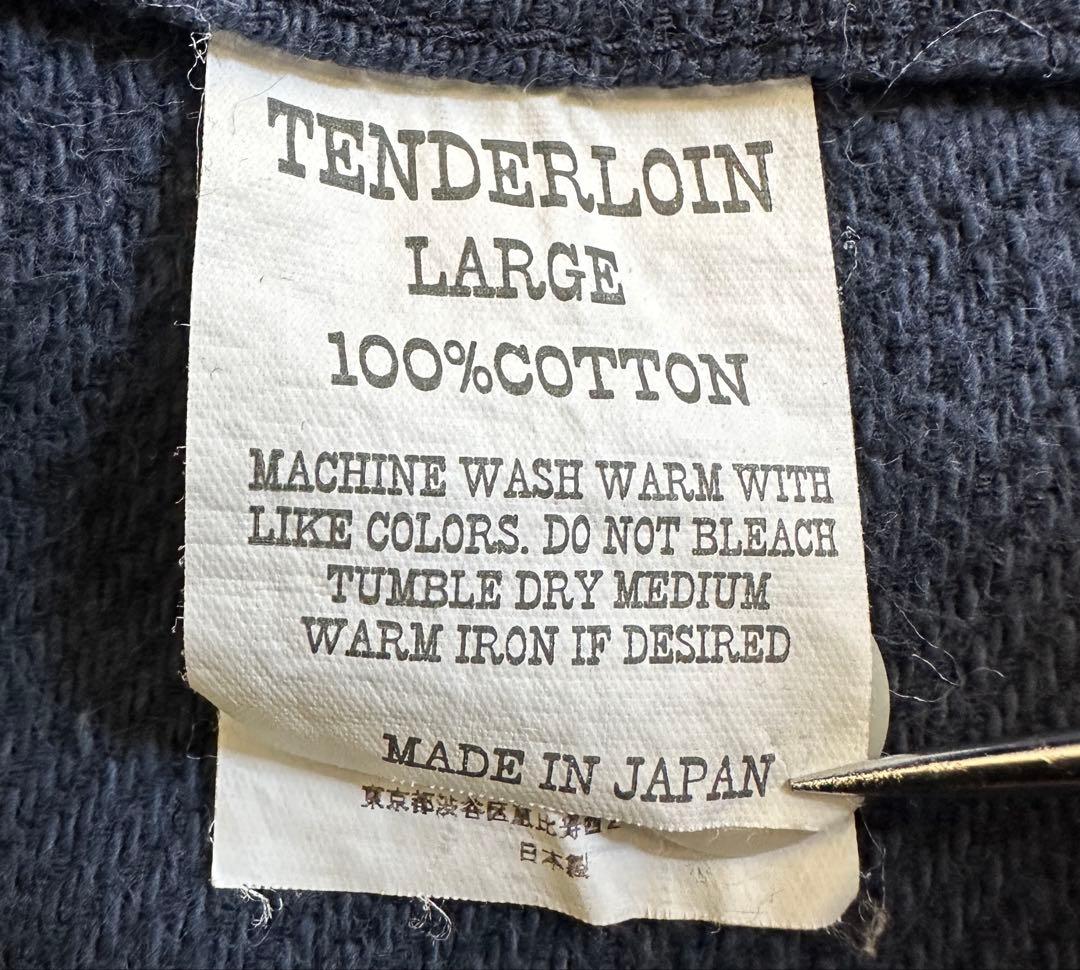 TENDERLOIN
LARGE
100%COTTON
MACHINE WASH WARM WITH
LIKE COLORS. DO NOT BLEACH
TUMBLE DRY MEDIUM
WARM IRON IF DESIRED
MADE IN JAPAN
東京都渋谷区恵比寿西2
日本製